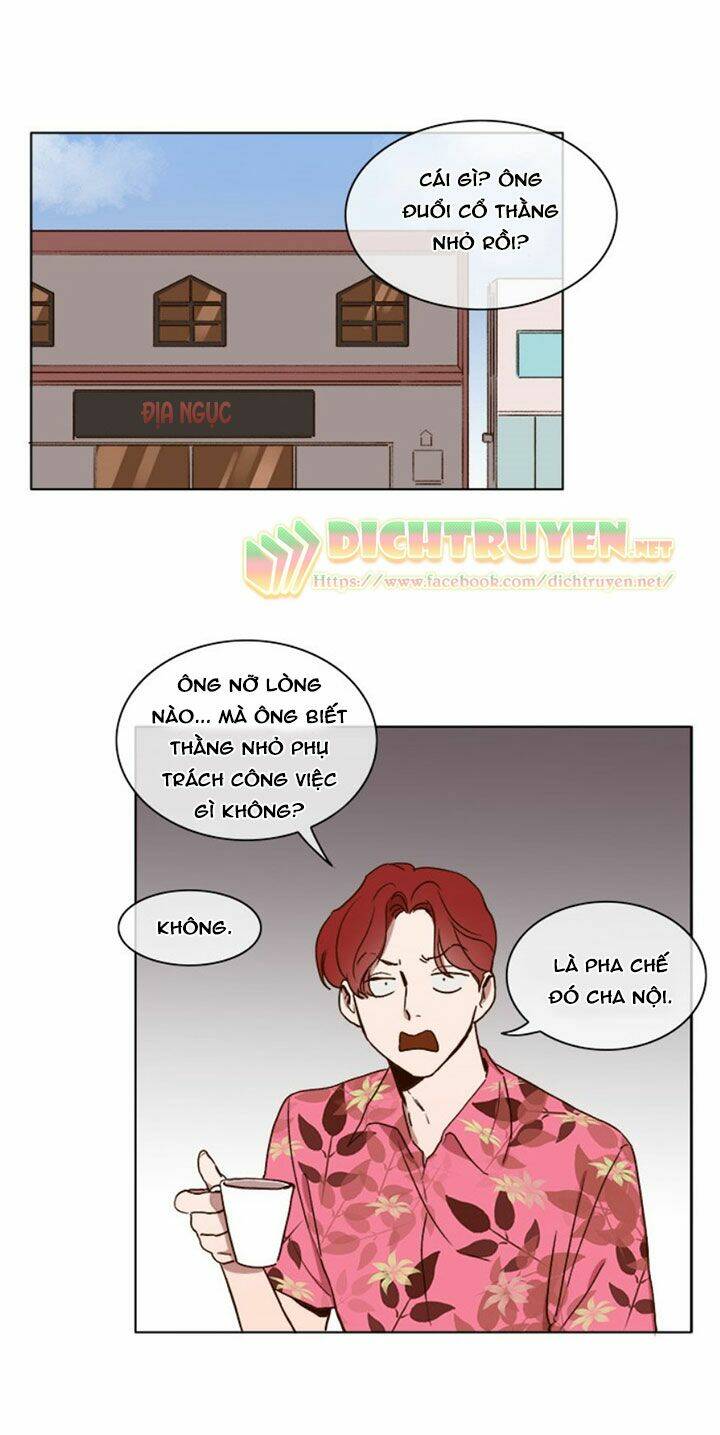 CÁI GÌ? ÔNG
ĐUỔI CỔ THẰNG
NHỎ RỒI?
ĐỊA NGỤC
DICHTRUYEN.NET
HTTPS://WWW.FACEBOOK.COM/DICHTRUYEN.NET/
ÔNG NỠ LÒNG
NÀO... MÀ ÔNG BIẾT
THẰNG NHỎ PHỤ
TRÁCH CÔNG VIỆC
GÌ KHÔNG?
KHÔNG.
LÀ PHA CHẾ
ĐÓ CHA NỘI.